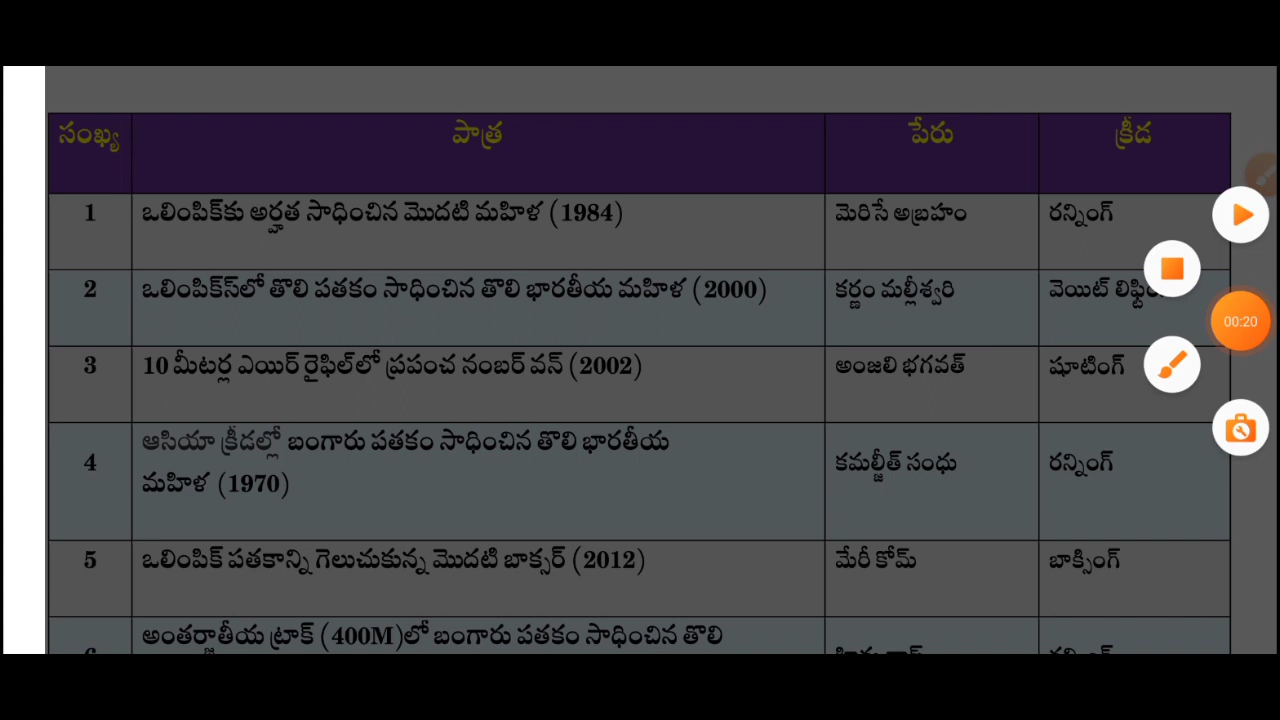 సంఖ్య పాత్ర పేరు క్రీడ
1 ఒలింపిక్‌కు అర్హత సాధించిన మొదటి మహిళ (1984) మెరిసే అబ్రహం రన్నింగ్
2 ఒలింపిక్స్‌లో తొలి పతకం సాధించిన తొలి భారతీయ మహిళ (2000) కర్ణం మల్లీశ్వరి వెయిట్
00:20
3 10 మీటర్ల ఎయిర్ రైఫిల్‌లో ప్రపంచ నంబర్ వన్ (2002) అంజలి భగవత్ షూటింగ్
ఆసియా క్రీడల్లో బంగారు పతకం సాధించిన తొలి భారతీయ
4 మహిళ (1970) కమల్జీత్ సంధు రన్నింగ్
5 ఒలింపిక్ పతకాన్ని గెలుచుకున్న మొదటి బాక్సర్ (2012) మేరీ కోమ్ బాక్సింగ్
అంతర్జాతీయ ట్రాక్ (400M)లో బంగారు పతకం సాధించిన తొలి